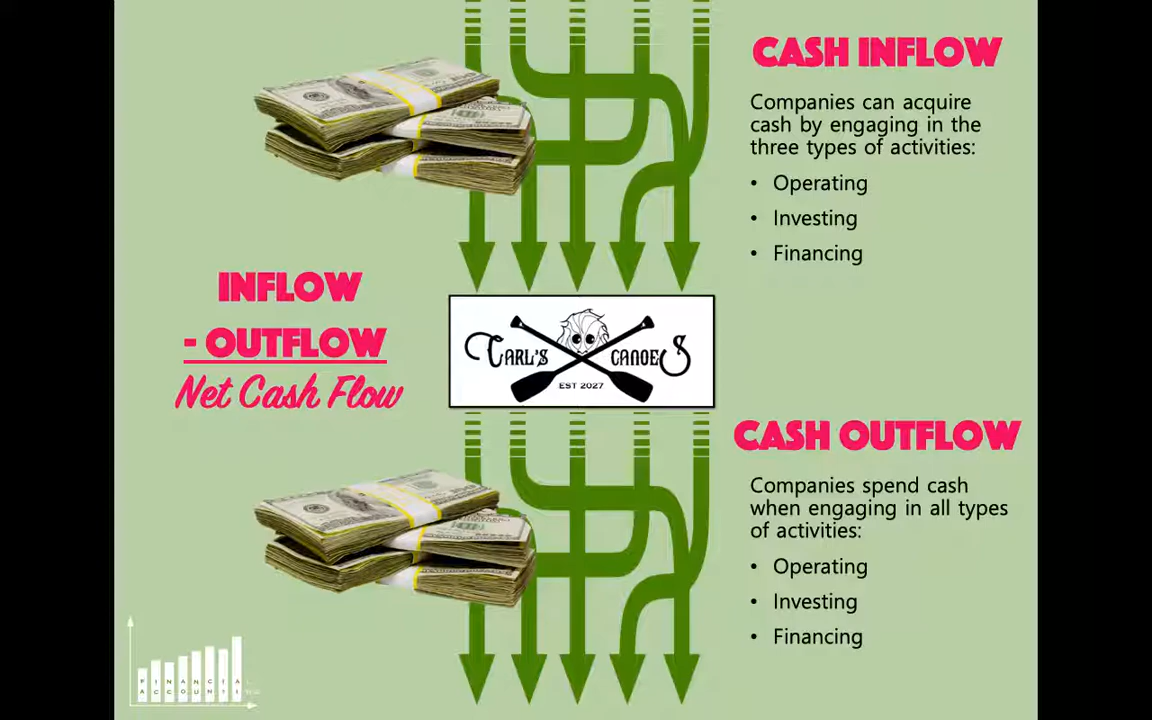 CASH INFLOW
Companies can acquire
cash by engaging in the
three types of activities:
• Operating
• Investing
• Financing
INFLOW
- OUTFLOW
Net Cash Flow
CARL'S CANOES
EST 2027
CASH OUTFLOW
Companies spend cash
when engaging in all types
of activities:
• Operating
• Investing
• Financing
FINANCIAL